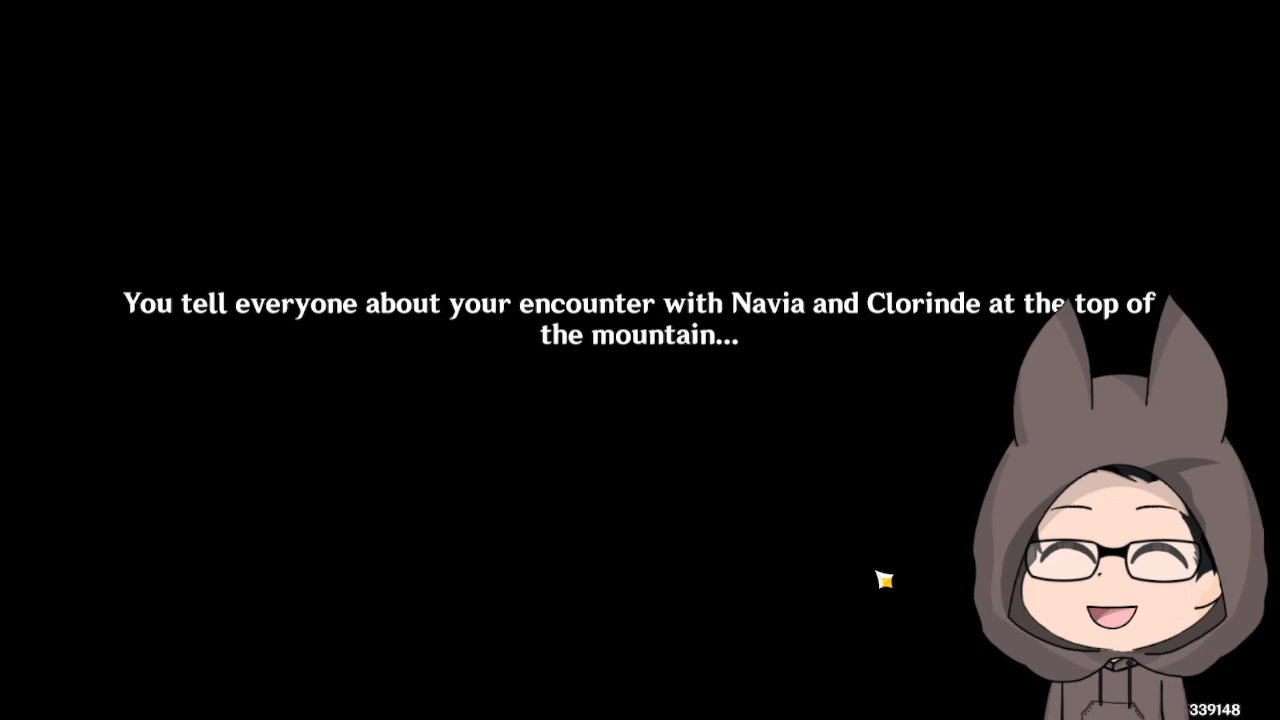 You tell everyone about your encounter with Navia and Clorinde at the top of
the mountain...
339148